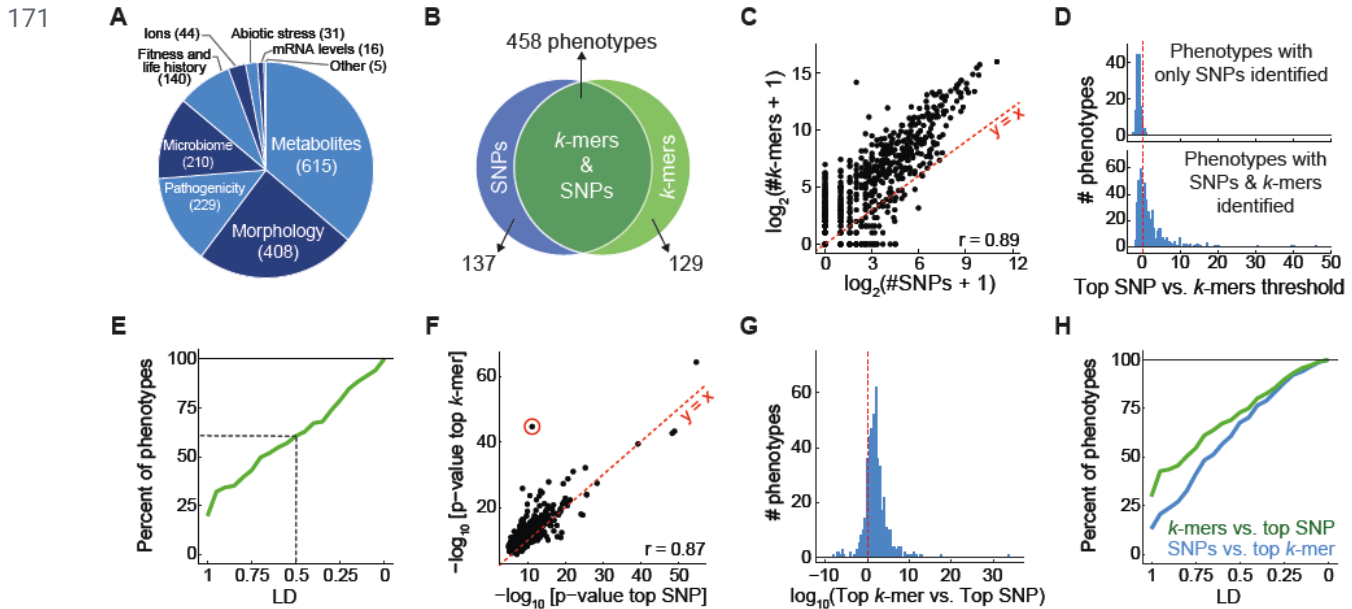 171
A
Ions (44)
Abiotic stress (31)
mRNA levels (16)
Other (5)
Fitness and
life history
(140)
Metabolites
(615)
Microbiome
(210)
Pathogenicity
(229)
Morphology
(408)
B
458 phenotypes
SNPs
k-mers
&
SNPs
k-mers
137
129
C
log2(#k-mers + 1)
15
10
5
0
y = x
r = 0.89
0 3 6 9 12
log2(#SNPs + 1)
D
# phenotypes
Phenotypes with
only SNPs identified
40
20
0
Phenotypes with
SNPs & k-mers
identified
60
40
20
0
0 10 20 30 40 50
Top SNP vs. k-mers threshold
E
Percent of phenotypes
100
75
50
25
0
1 0.75 0.5 0.25 0
LD
F
−log10 [p−value top k-mer]
60
40
20
y = x
r = 0.87
10 20 30 40 50
−log10 [p−value top SNP]
G
# phenotypes
60
40
20
0
−10 0 10 20 30
log10(Top k-mer vs. Top SNP)
H
Percent of phenotypes
100
75
50
25
0
k-mers vs. top SNP
SNPs vs. top k-mer
1 0.75 0.5 0.25 0
LD